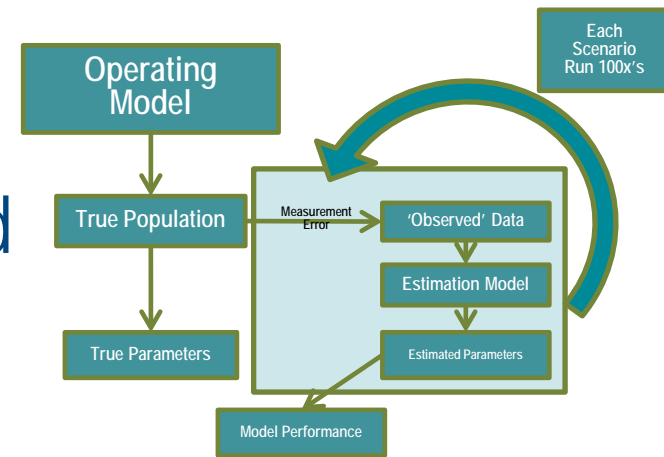 Each
Scenario
Run 100x's
Operating
Model
True Population
Measurement
Error
'Observed' Data
Estimation Model
True Parameters
Estimated Parameters
Model Performance